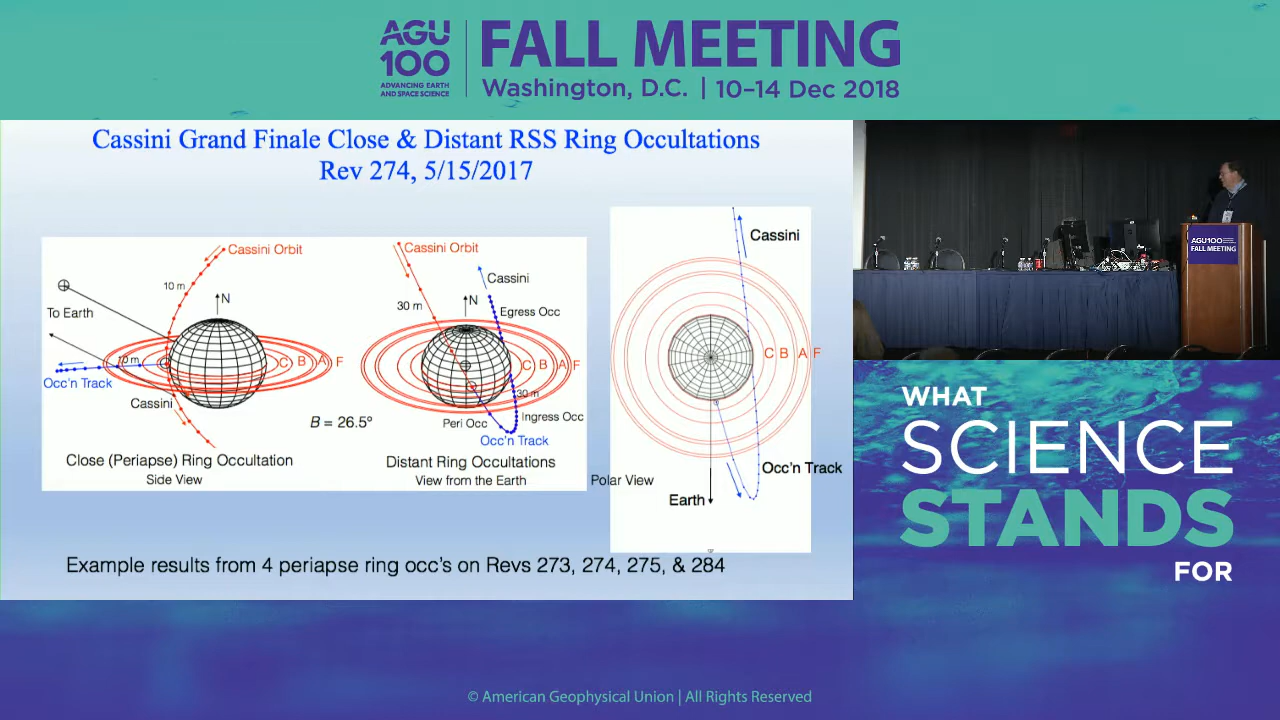 AGU
100
ADVANCING EARTH
AND SPACE SCIENCE
FALL MEETING
Washington, D.C. | 10–14 Dec 2018
Cassini Grand Finale Close & Distant RSS Ring Occultations
Rev 274, 5/15/2017
Cassini Orbit
10 m
N
To Earth
10 m
C B A F
Occ'n Track
Cassini
B = 26.5º
Close (Periapse) Ring Occultation
Side View
Cassini Orbit
Cassini
30 m
N
Egress Occ
C B A F
30 m
Peri Occ
Ingress Occ
Occ'n Track
Distant Ring Occultations
View from the Earth
Cassini
C B A F
Occ'n Track
Polar View
Earth
Example results from 4 periapse ring occ's on Revs 273, 274, 275, & 284
AGU100
FALL MEETING
WHAT
SCIENCE
STANDS
FOR
© American Geophysical Union | All Rights Reserved